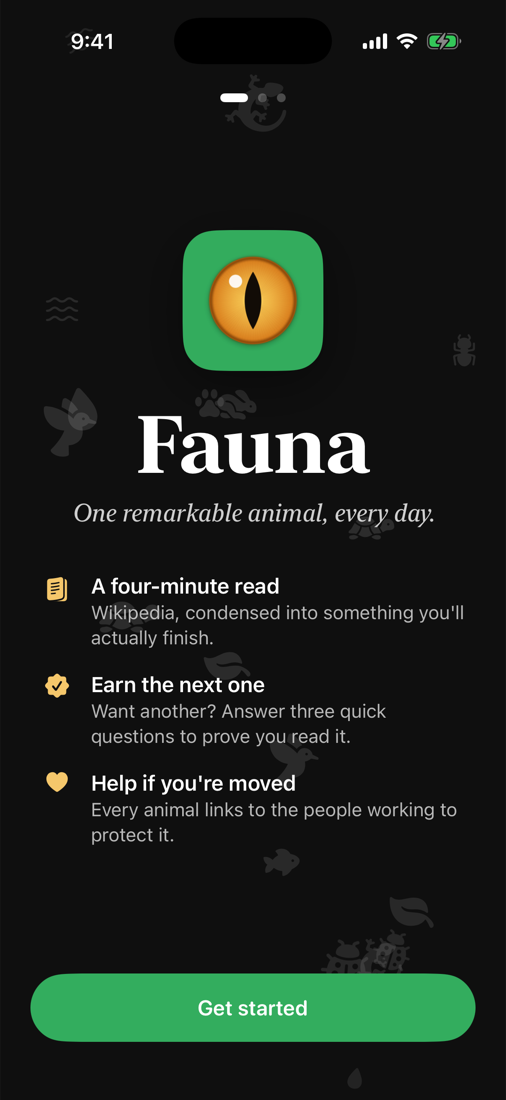 9:41
Fauna
One remarkable animal, every day.
A four-minute read
Wikipedia, condensed into something you'll
actually finish.
Earn the next one
Want another? Answer three quick
questions to prove you read it.
Help if you're moved
Every animal links to the people working to
protect it.
Get started